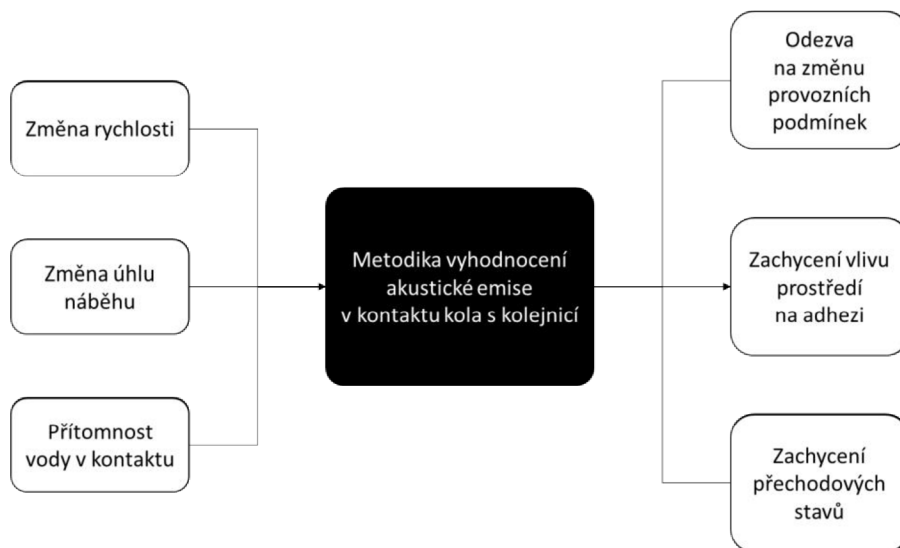 Změna rychlosti
Změna úhlu
náběhu
Přítomnost
vody v kontaktu
Metodika vyhodnocení
akustické emise
v kontaktu kola s kolejnicí
Odezva
na změnu
provozních
podmínek
Zachycení vlivu
prostředí
na adhezi
Zachycení
přechodových
stavů